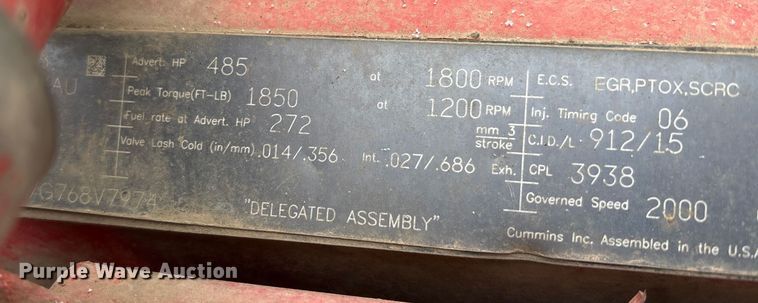 Advert. HP 485 at 1800 RPM
AU
Peak Torque(FT-LB) 1850 at 1200 RPM
Fuel rate at Advert. HP 272 mm 3 stroke
Valve Lash Cold (in/mm) .014/.356 Int. .027/.686 Exh.
G768V7974
"DELEGATED ASSEMBLY"
E.C.S. EGR,PTOX,SCRC
Inj. Timing Code 06
C.I.D./L 912/15
CPL 3938
Governed Speed 2000
Cummins Inc. Assembled in the U.S.A
Purple Wave Auction